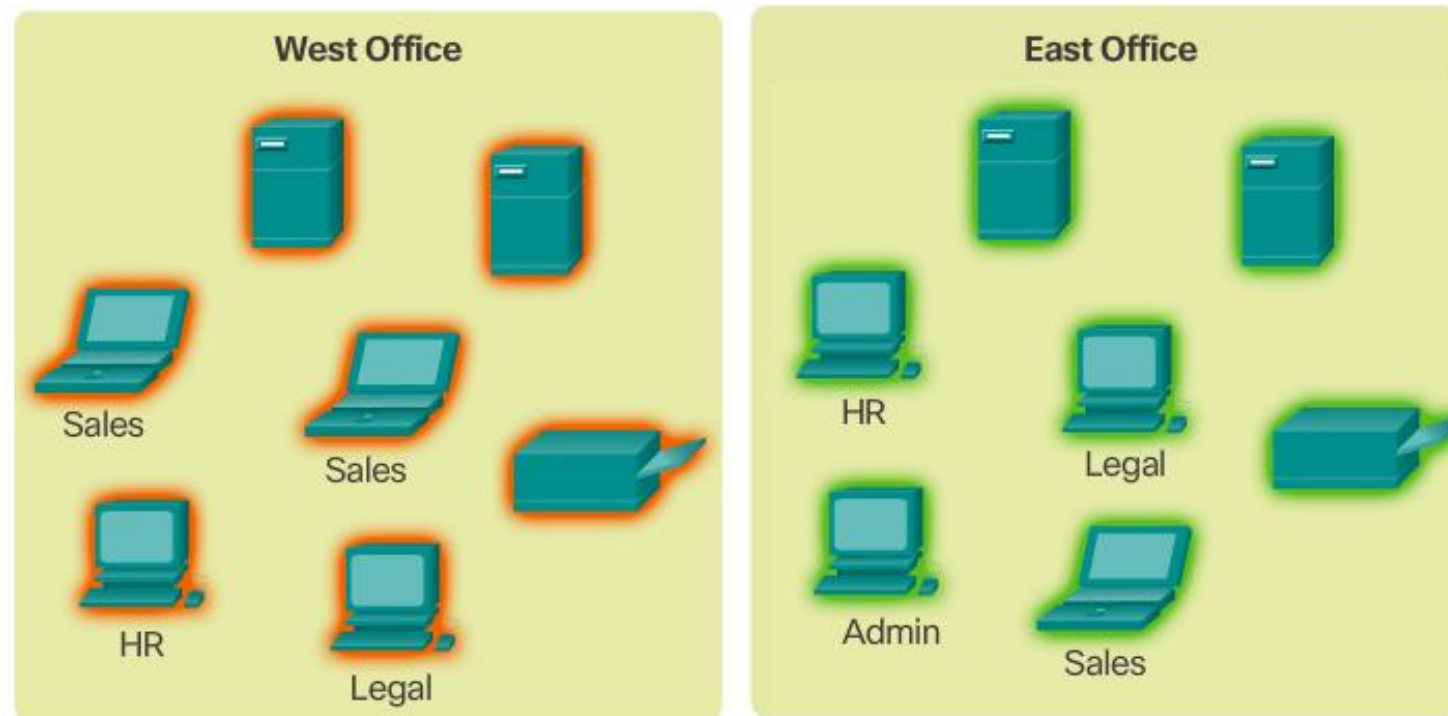 West Office
Sales
Sales
HR
Legal
East Office
HR
Legal
Admin
Sales